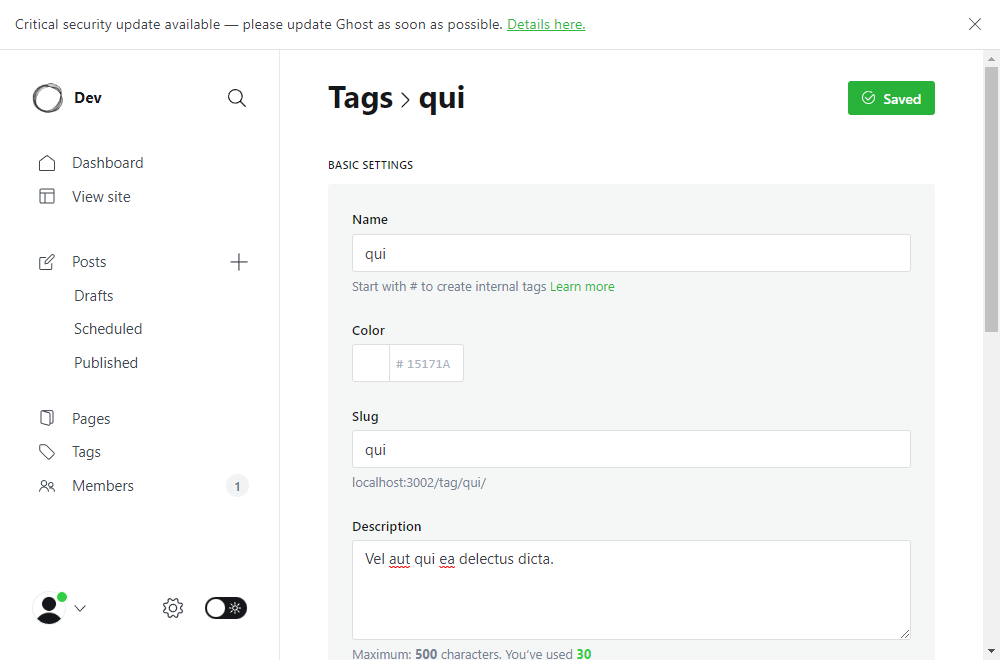 Critical security update available — please update Ghost as soon as possible. Details here.
Dev
Dashboard
View site
Posts
Drafts
Scheduled
Published
Pages
Tags
Members 1
Tags › qui
Saved
BASIC SETTINGS
Name
qui
Start with # to create internal tags Learn more
Color
# 15171A
Slug
qui
localhost:3002/tag/qui/
Description
Vel aut qui ea delectus dicta.
Maximum: 500 characters. You’ve used 30